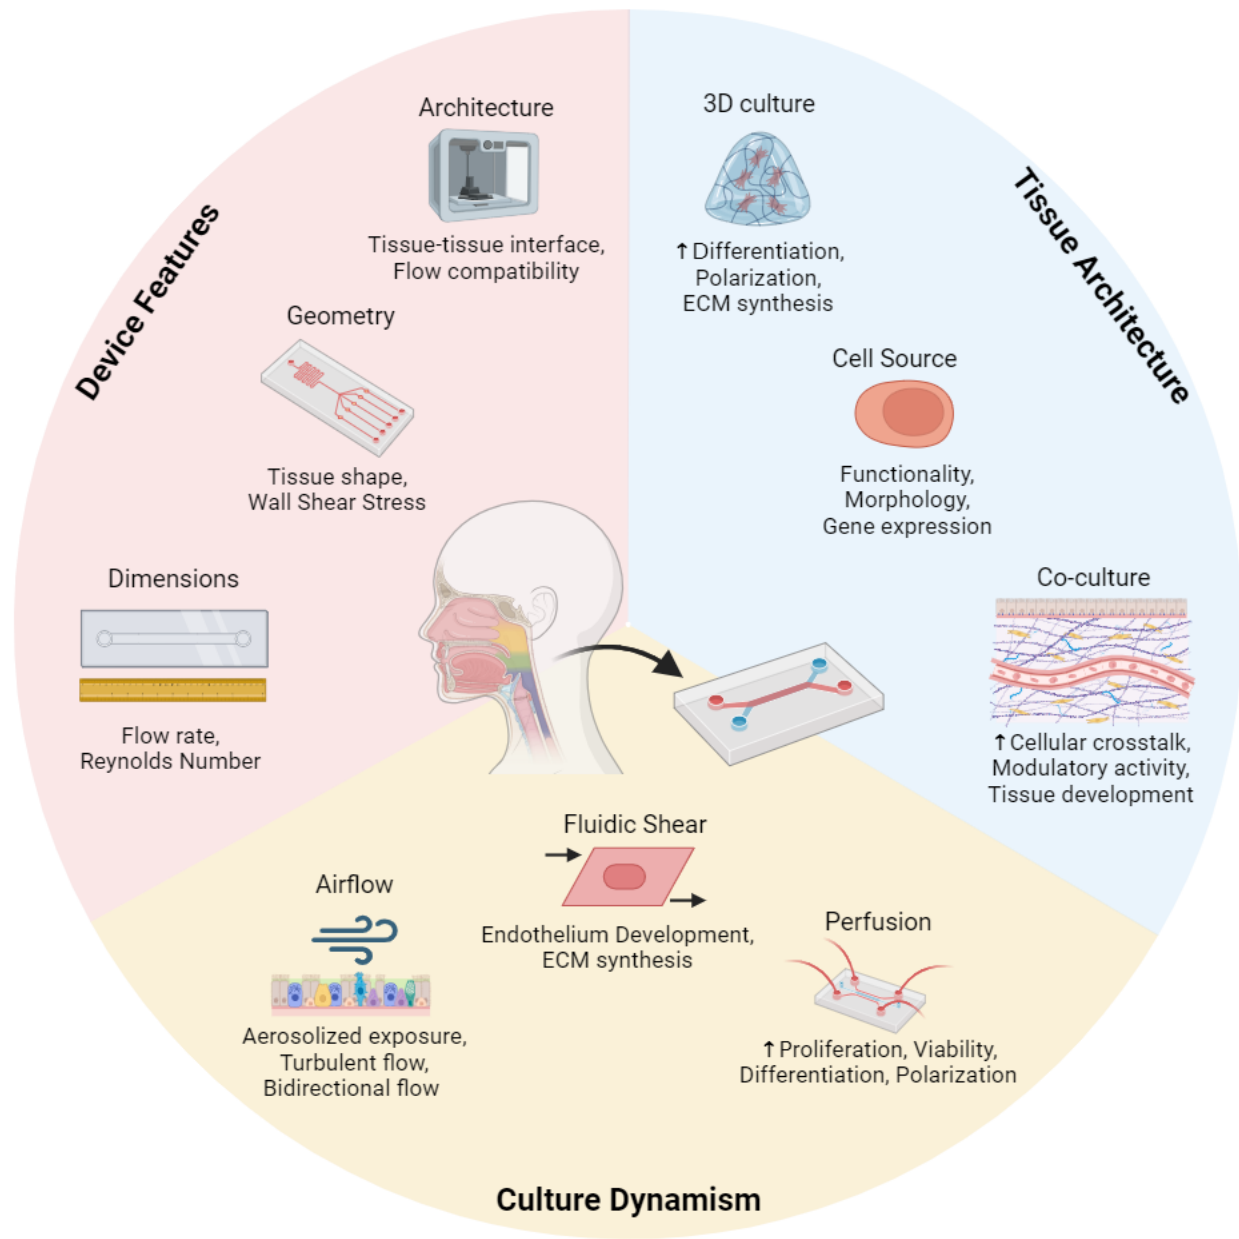 Device Features
Architecture
Tissue-tissue interface,
Flow compatibility
Geometry
Tissue shape,
Wall Shear Stress
Dimensions
Flow rate,
Reynolds Number
Tissue Architecture
3D culture
↑Differentiation,
Polarization,
ECM synthesis
Cell Source
Functionality,
Morphology,
Gene expression
Co-culture
↑Cellular crosstalk,
Modulatory activity,
Tissue development
Fluidic Shear
Endothelium Development,
ECM synthesis
Airflow
Aerosolized exposure,
Turbulent flow,
Bidirectional flow
Perfusion
↑Proliferation, Viability,
Differentiation, Polarization
Culture Dynamism